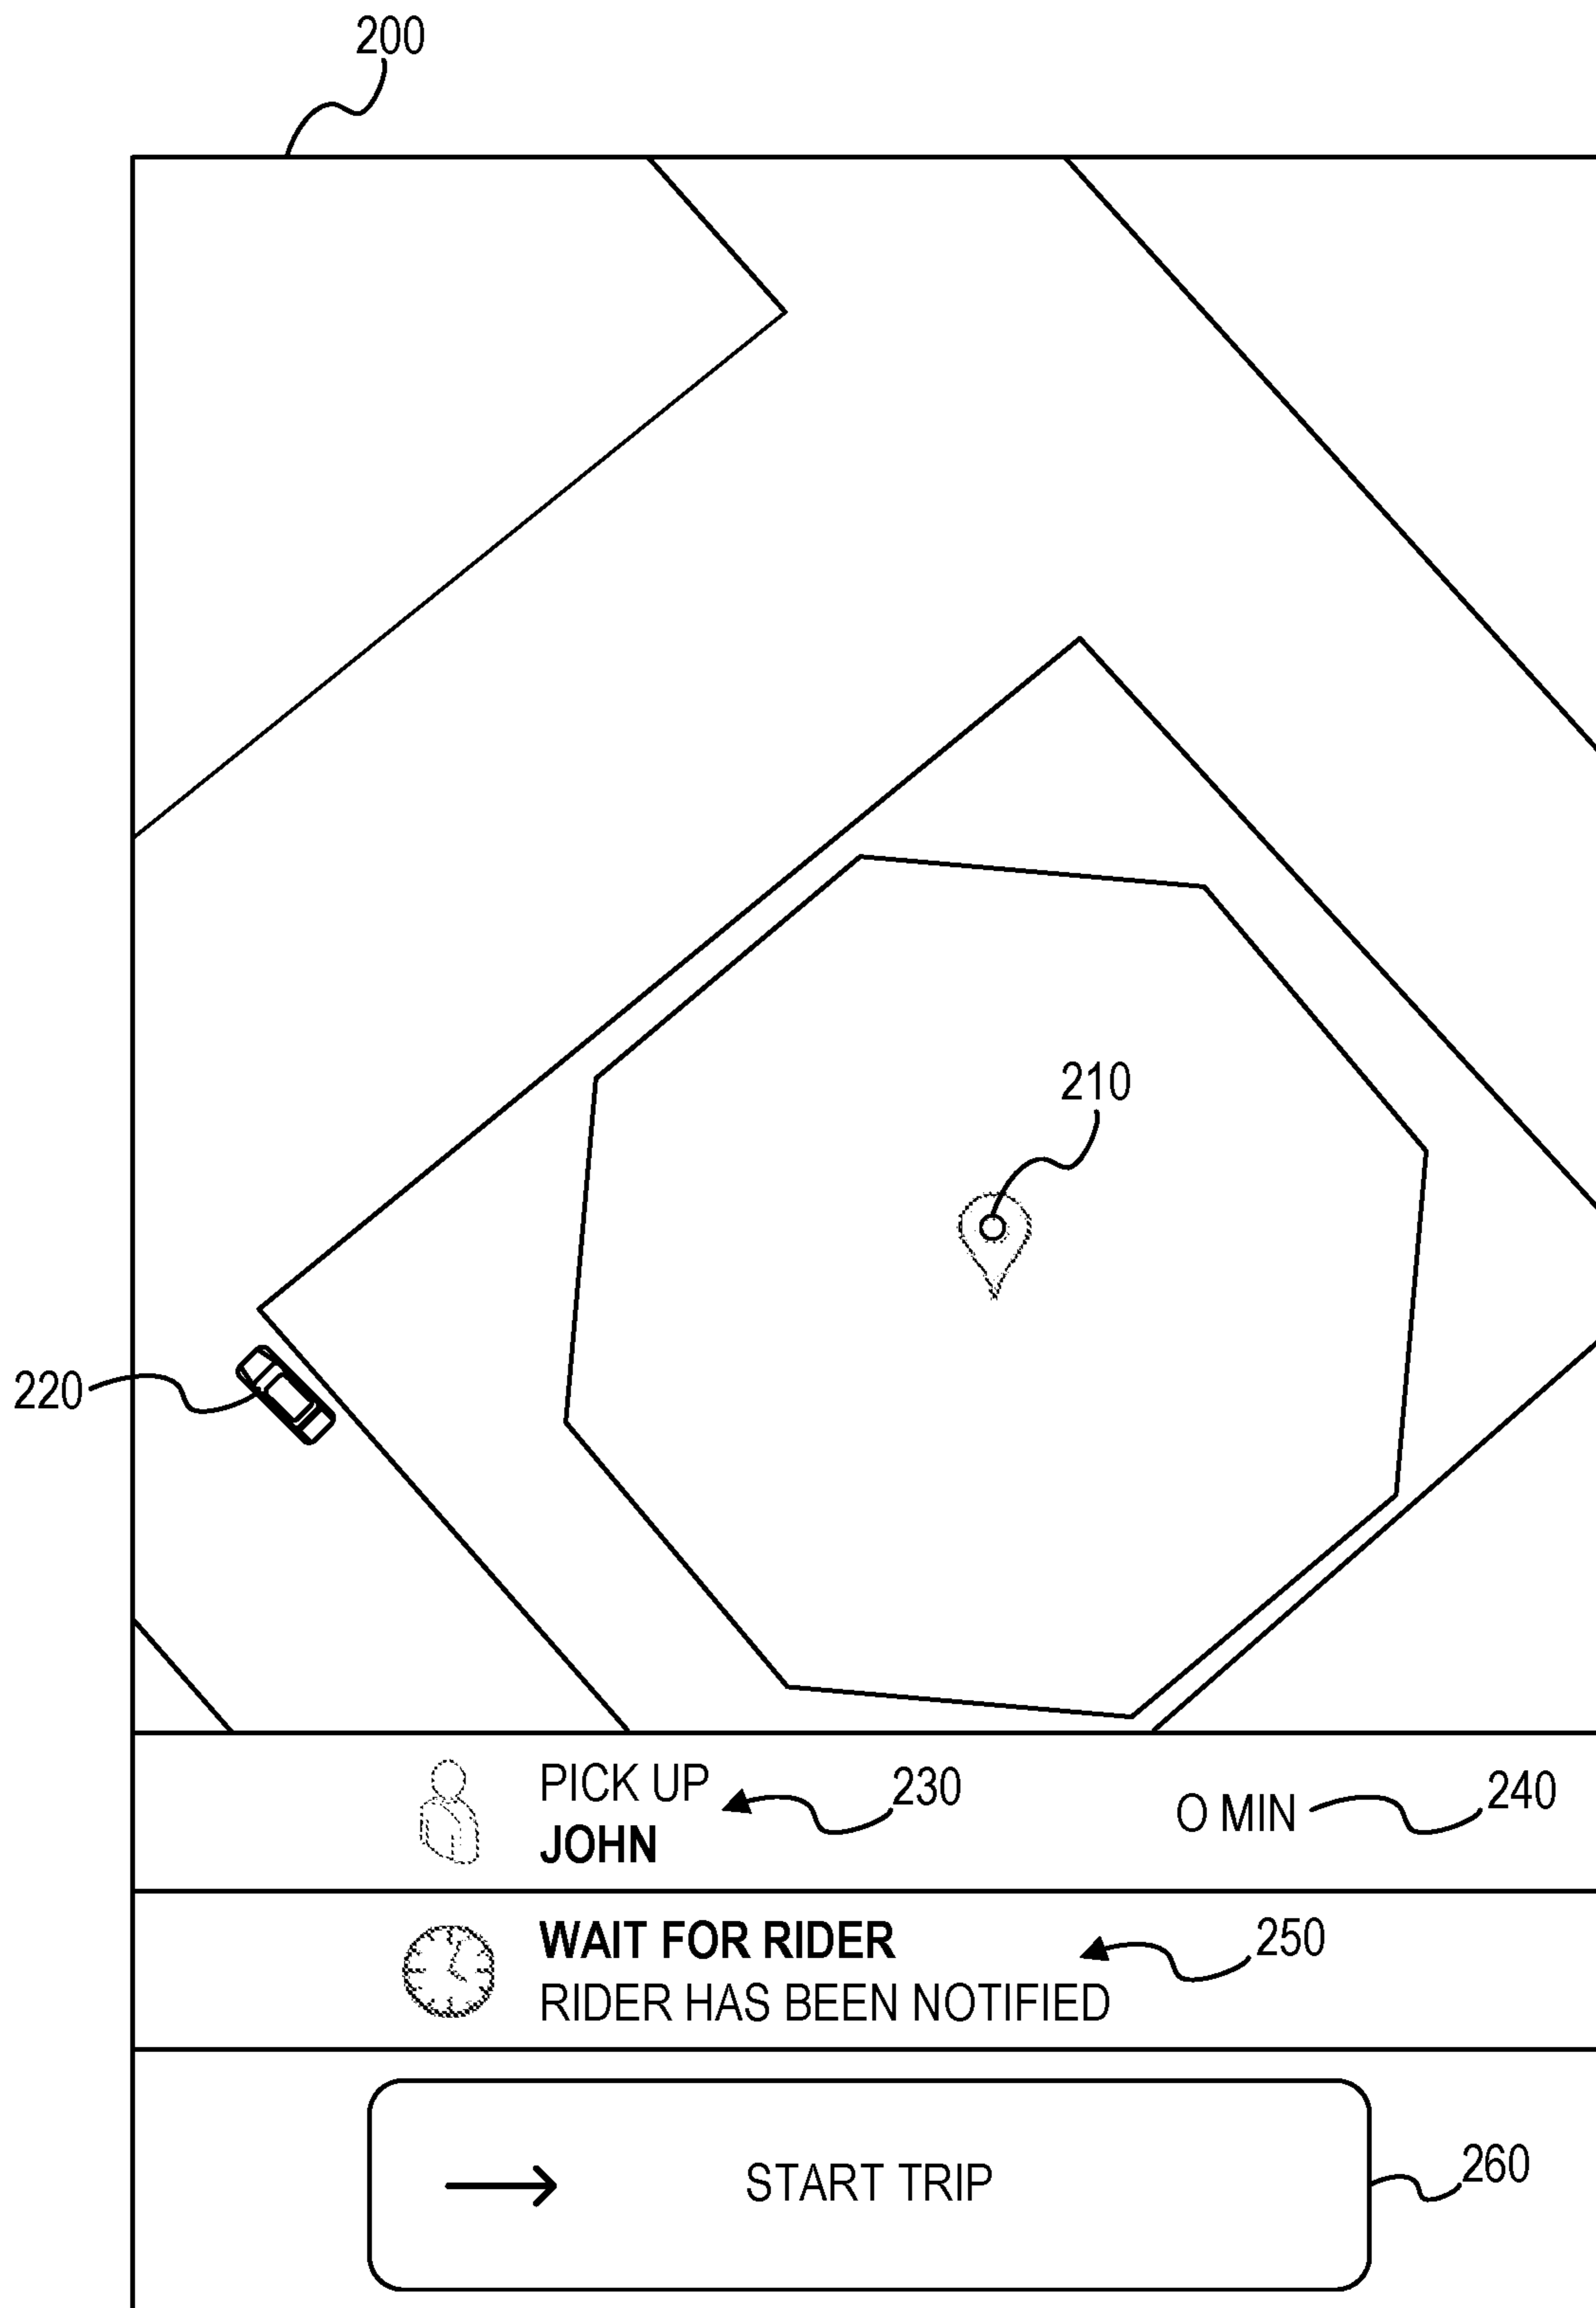 200
210
220
PICK UP
JOHN
230
O MIN
240
WAIT FOR RIDER
RIDER HAS BEEN NOTIFIED
250
START TRIP
260